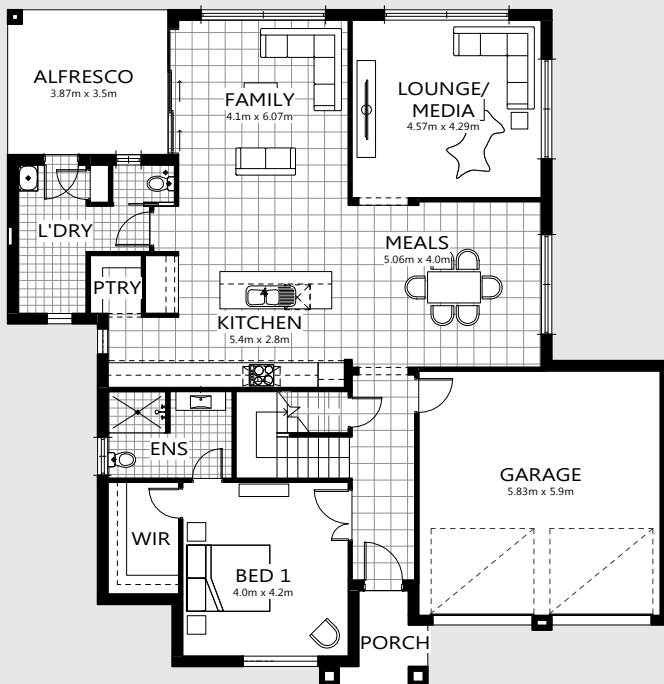 ALFRESCO
3.87m x 3.5m
FAMILY
4.1m x 6.07m
LOUNGE/
MEDIA
4.57m x 4.29m
L'DRY
MEALS
5.06m x 4.0m
PTRY
KITCHEN
5.4m x 2.8m
ENS
GARAGE
5.83m x 5.9m
WIR
BED 1
4.0m x 4.2m
PORCH